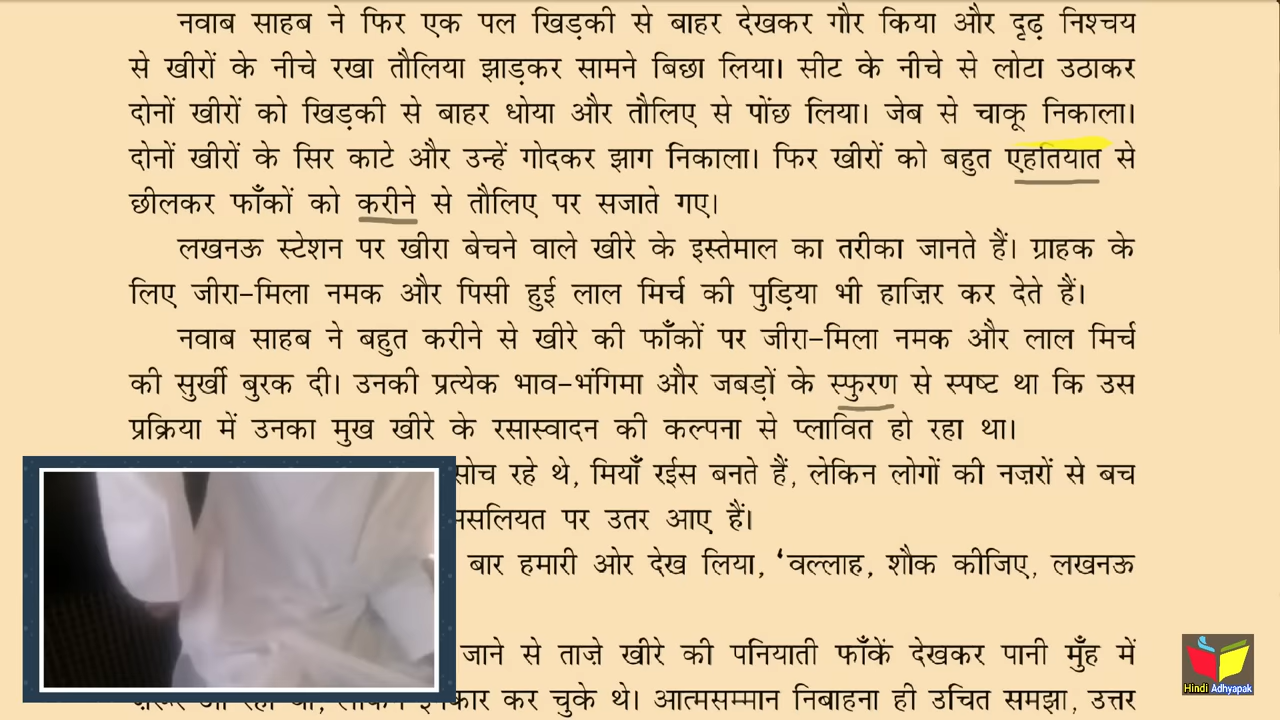 नवाब साहब ने फिर एक पल खिड़की से बाहर देखकर गौर किया और दृढ़ निश्चय
से खीरों के नीचे रखा तौलिया झाड़कर सामने बिछा लिया। सीट के नीचे से लोटा उठाकर
दोनों खीरों को खिड़की से बाहर धोया और तौलिए से पोंछ लिया। जेब से चाकू निकाला।
दोनों खीरों के सिर काटे और उन्हें गोदकर झाग निकाला। फिर खीरों को बहुत एहतियात से
छीलकर फाँकों को करीने से तौलिए पर सजाते गए।
लखनऊ स्टेशन पर खीरा बेचने वाले खीरे के इस्तेमाल का तरीका जानते हैं। ग्राहक के
लिए जीरा-मिला नमक और पिसी हुई लाल मिर्च की पुड़िया भी हाज़िर कर देते हैं।
नवाब साहब ने बहुत करीने से खीरे की फाँकों पर जीरा-मिला नमक और लाल मिर्च
की सुर्खी बुरक दी। उनकी प्रत्येक भाव-भंगिमा और जबड़ों के स्फुरण से स्पष्ट था कि उस
प्रक्रिया में उनका मुख खीरे के रसास्वादन की कल्पना से प्लावित हो रहा था।
सोच रहे थे, मियाँ रईस बनते हैं, लेकिन लोगों की नज़रों से बच
पर उतर आए हैं।
बार हमारी ओर देख लिया, ‘वल्लाह, शौक कीजिए, लखनऊ
जाने से ताज़े खीरे की पनियाती फाँकें देखकर पानी मुँह में
कर चुके थे। आत्मसम्मान निबाहना ही उचित समझा, उत्तर
Hindi Adhyapak